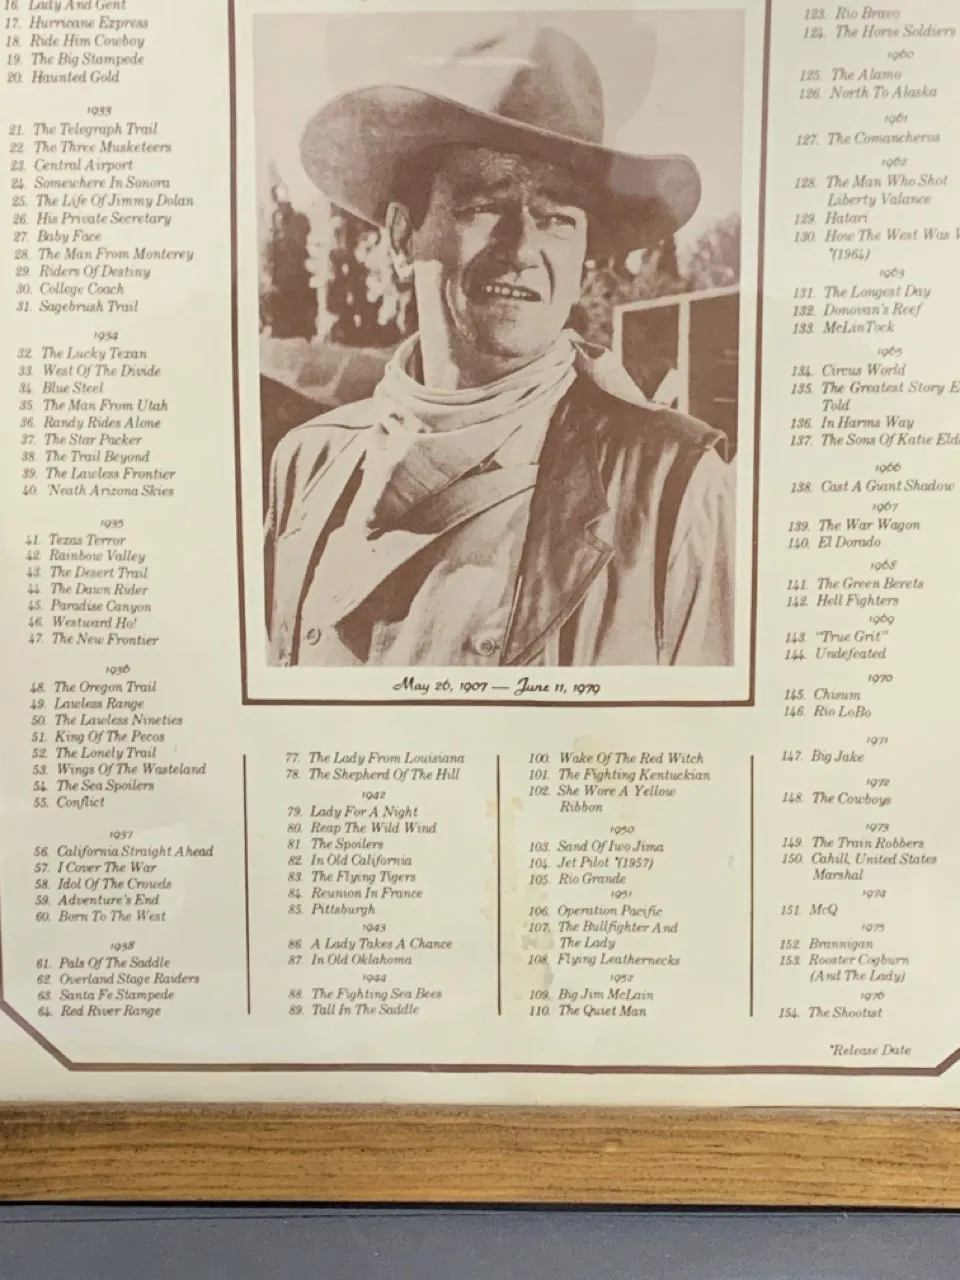 16. Lady And Gent
17. Hurricane Express
18. Ride Him Cowboy
19. The Big Stampede
20. Haunted Gold
1933
21. The Telegraph Trail
22. The Three Musketeers
23. Central Airport
24. Somewhere In Sonora
25. The Life Of Jimmy Dolan
26. His Private Secretary
27. Baby Face
28. The Man From Monterey
29. Riders Of Destiny
30. College Coach
31. Sagebrush Trail
1934
32. The Lucky Texan
33. West Of The Divide
34. Blue Steel
35. The Man From Utah
36. Randy Rides Alone
37. The Star Packer
38. The Trail Beyond
39. The Lawless Frontier
40. 'Neath Arizona Skies
1935
41. Texas Terror
42. Rainbow Valley
43. The Desert Trail
44. The Dawn Rider
45. Paradise Canyon
46. Westward Ho!
47. The New Frontier
1936
48. The Oregon Trail
49. Lawless Range
50. The Lawless Nineties
51. King Of The Pecos
52. The Lonely Trail
53. Wings Of The Wasteland
54. The Sea Spoilers
55. Conflict
1937
56. California Straight Ahead
57. I Cover The War
58. Idol Of The Crowds
59. Adventure's End
60. Born To The West
1938
61. Pals Of The Saddle
62. Overland Stage Raiders
63. Santa Fe Stampede
64. Red River Range
May 26, 1907 — June 11, 1979
77. The Lady From Louisiana
78. The Shepherd Of The Hill
1942
79. Lady For A Night
80. Reap The Wild Wind
81. The Spoilers
82. In Old California
83. The Flying Tigers
84. Reunion In France
85. Pittsburgh
1943
86. A Lady Takes A Chance
87. In Old Oklahoma
1944
88. The Fighting Sea Bees
89. Tall In The Saddle
100. Wake Of The Red Witch
101. The Fighting Kentuckian
102. She Wore A Yellow
Ribbon
1950
103. Sand Of Iwo Jima
104. Jet Pilot *(1957)
105. Rio Grande
1951
106. Operation Pacific
107. The Bullfighter And
The Lady
108. Flying Leathernecks
1952
109. Big Jim McLain
110. The Quiet Man
123. Rio Bravo
124. The Horse Soldiers
1960
125. The Alamo
126. North To Alaska
1961
127. The Comancheros
1962
128. The Man Who Shot
Liberty Valance
129. Hatari
130. How The West Was
*(1964)
1963
131. The Longest Day
132. Donovan's Reef
133. McLinTock
1965
134. Circus World
135. The Greatest Story
Told
136. In Harms Way
137. The Sons Of Katie
1966
138. Cast A Giant Shadow
1967
139. The War Wagon
140. El Dorado
1968
141. The Green Berets
142. Hell Fighters
1969
143. "True Grit"
144. Undefeated
1970
145. Chisum
146. Rio LoBo
1971
147. Big Jake
1972
148. The Cowboys
1973
149. The Train Robbers
150. Cahill, United States
Marshal
1974
151. McQ
1975
152. Brannigan
153. Rooster Cogburn
(And The Lady)
1976
154. The Shootist
*Release Date